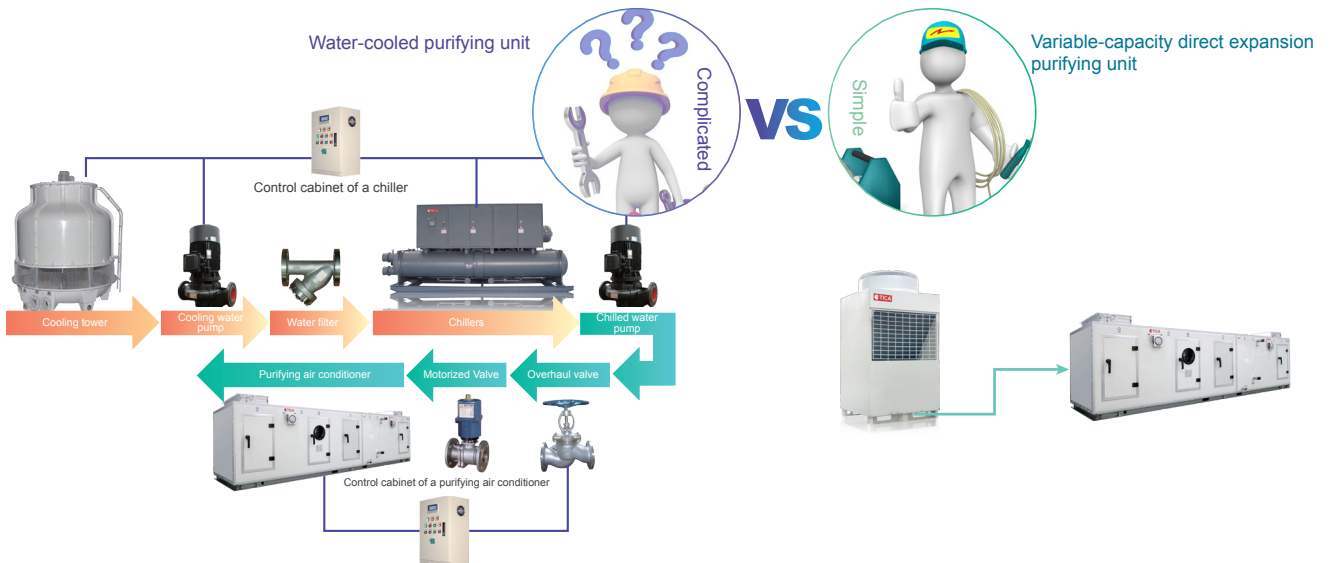 Water-cooled purifying unit
Complicated
VS
Simple
Variable-capacity direct expansion
purifying unit
Control cabinet of a chiller
Cooling tower
Cooling water
pump
Water filter
Chillers
Chilled water
pump
Purifying air conditioner
Motorized Valve
Overhaul valve
TICA
Control cabinet of a purifying air conditioner